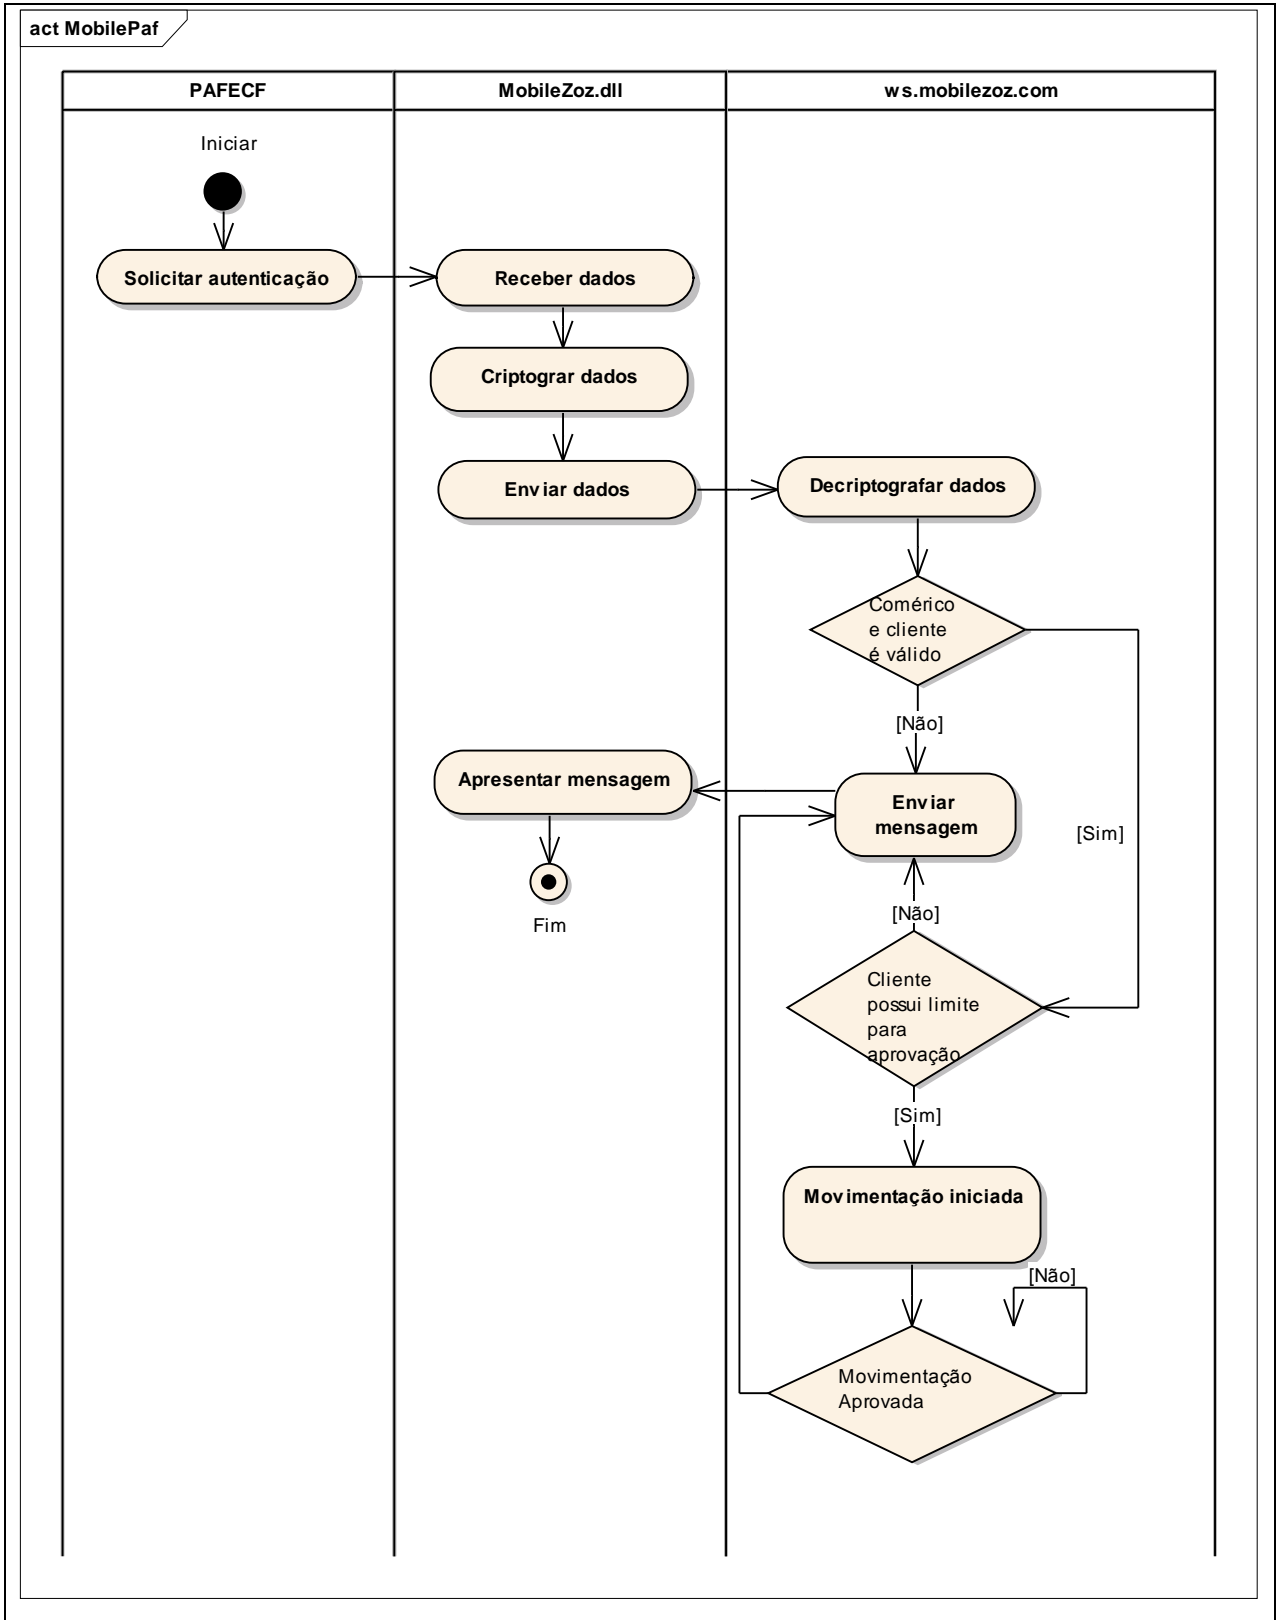 act MobilePaf
PAFECF
MobileZoz.dll
ws.mobilezoz.com
Iniciar
Solicitar autenticação
Receber dados
Criptograr dados
Enviar dados
Decriptografar dados
Comérico
e cliente
é válido
[Não]
Apresentar mensagem
Enviar
mensagem
[Sim]
Fim
[Não]
Cliente
possui limite
para
aprovação
[Sim]
Movimentação iniciada
[Não]
Movimentação
Aprovada